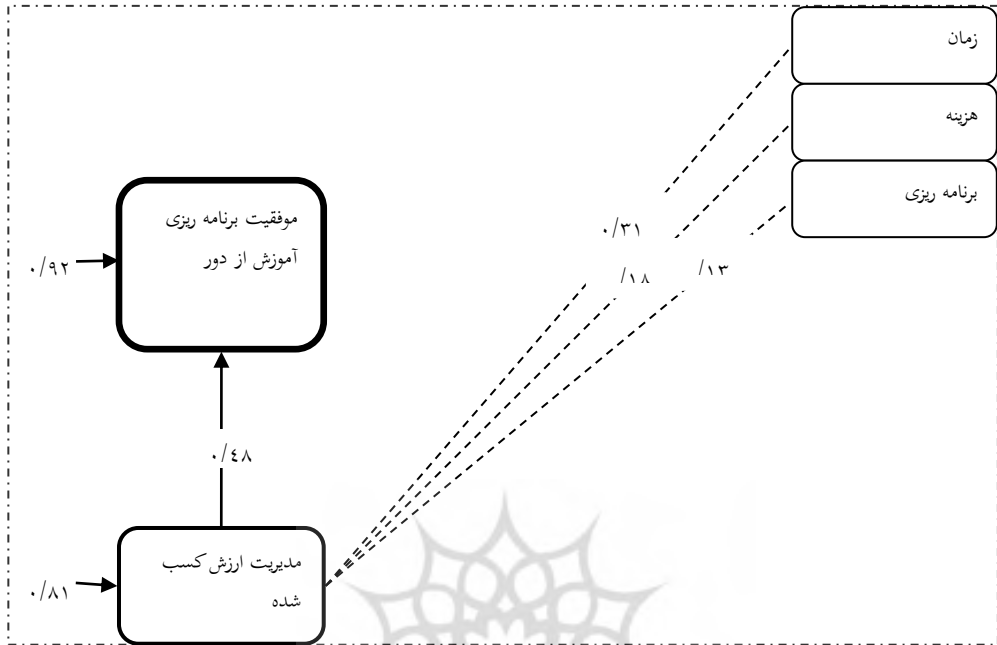 زمان
هزینه
برنامه ریزی
۰/۳۱
/۱۸
/۱۳
موفقیت برنامه ریزی
آموزش از دور
۰/۹۲
۰/٤۸
مدیریت ارزش کسب
شده
۰/۸۱